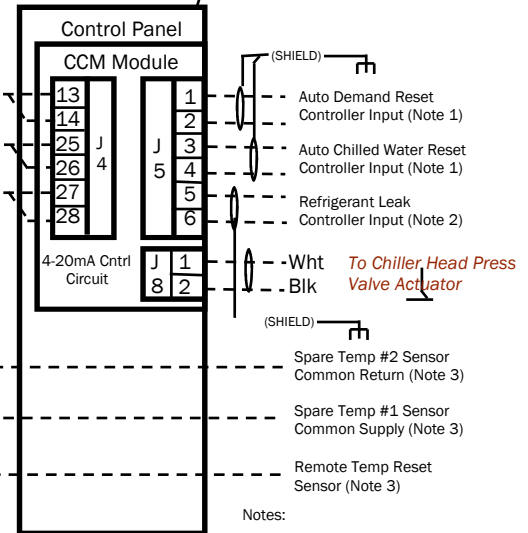 Control Panel
CCM Module
(SHIELD)
13
14
25
26
27
28
J
4
J
5
1
2
3
4
5
6
Auto Demand Reset
Controller Input (Note 1)
Auto Chilled Water Reset
Controller Input (Note 1)
Refrigerant Leak
Controller Input (Note 2)
4-20mA Cntrl
Circuit
J
8
1
2
Wht
Blk
To Chiller Head Press
Valve Actuator
(SHIELD)
Spare Temp #2 Sensor
Common Return (Note 3)
Spare Temp #1 Sensor
Common Supply (Note 3)
Remote Temp Reset
Sensor (Note 3)
Notes: